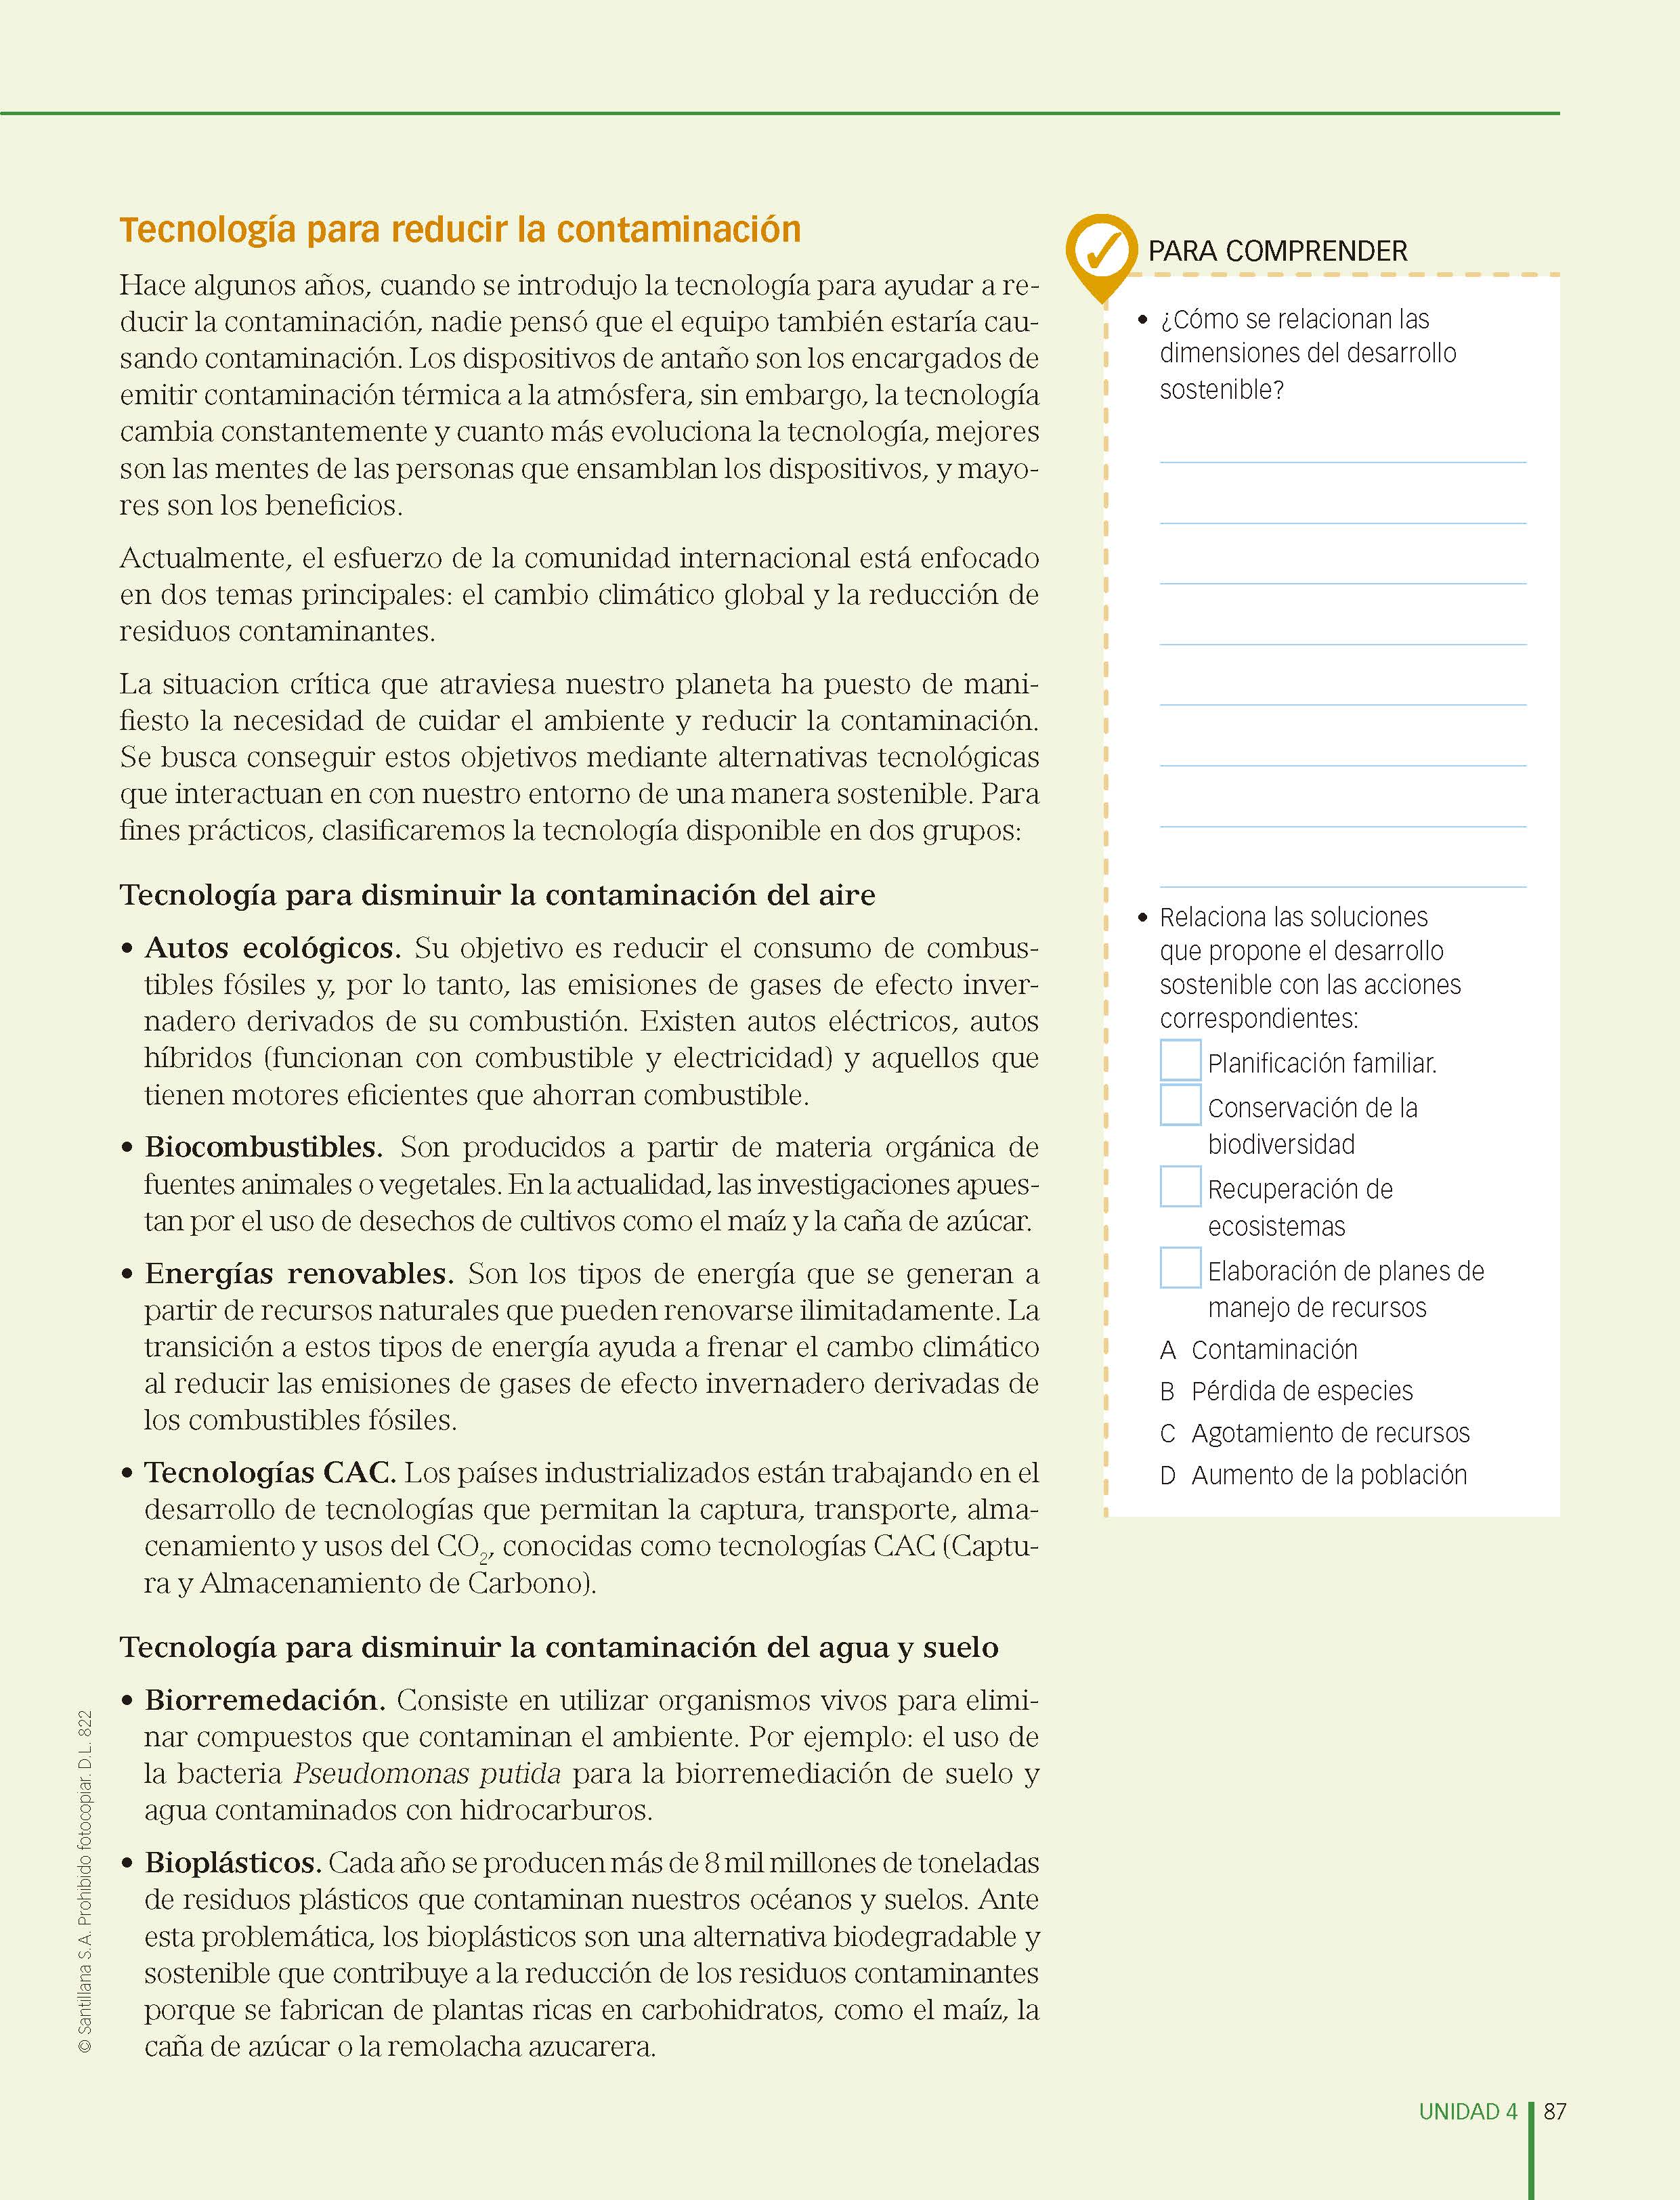 Tecnología para reducir la contaminación
Hace algunos años, cuando se introdujo la tecnología para ayudar a re-
ducir la contaminación, nadie pensó que el equipo también estaría cau-
sando contaminación. Los dispositivos de antaño son los encargados de
emitir contaminación térmica a la atmósfera, sin embargo, la tecnología
cambia constantemente y cuanto más evoluciona la tecnología, mejores
son las mentes de las personas que ensamblan los dispositivos, y mayo-
res son los beneficios.
Actualmente, el esfuerzo de la comunidad internacional está enfocado
en dos temas principales: el cambio climático global y la reducción de
residuos contaminantes.
La situacion crítica que atraviesa nuestro planeta ha puesto de mani-
fiesto la necesidad de cuidar el ambiente y reducir la contaminación.
Se busca conseguir estos objetivos mediante alternativas tecnológicas
que interactuan en con nuestro entorno de una manera sostenible. Para
fines prácticos, clasificaremos la tecnología disponible en dos grupos:
Tecnología para disminuir la contaminación del aire
• Autos ecológicos. Su objetivo es reducir el consumo de combus-
tibles fósiles y, por lo tanto, las emisiones de gases de efecto inver-
nadero derivados de su combustión. Existen autos eléctricos, autos
híbridos (funcionan con combustible y electricidad) y aquellos que
tienen motores eficientes que ahorran combustible.
• Biocombustibles. Son producidos a partir de materia orgánica de
fuentes animales o vegetales. En la actualidad, las investigaciones apues-
tan por el uso de desechos de cultivos como el maíz y la caña de azúcar.
• Energías renovables. Son los tipos de energía que se generan a
partir de recursos naturales que pueden renovarse ilimitadamente. La
transición a estos tipos de energía ayuda a frenar el cambo climático
al reducir las emisiones de gases de efecto invernadero derivadas de
los combustibles fósiles.
• Tecnologías CAC. Los países industrializados están trabajando en el
desarrollo de tecnologías que permitan la captura, transporte, alma-
cenamiento y usos del CO2, conocidas como tecnologías CAC (Captu-
ra y Almacenamiento de Carbono).
Tecnología para disminuir la contaminación del agua y suelo
• Biorremedación. Consiste en utilizar organismos vivos para elimi-
nar compuestos que contaminan el ambiente. Por ejemplo: el uso de
la bacteria Pseudomonas putida para la biorremediación de suelo y
agua contaminados con hidrocarburos.
• Bioplásticos. Cada año se producen más de 8 mil millones de toneladas
de residuos plásticos que contaminan nuestros océanos y suelos. Ante
esta problemática, los bioplásticos son una alternativa biodegradable y
sostenible que contribuye a la reducción de los residuos contaminantes
porque se fabrican de plantas ricas en carbohidratos, como el maíz, la
caña de azúcar o la remolacha azucarera.
PARA COMPRENDER
• ¿Cómo se relacionan las
dimensiones del desarrollo
sostenible?
• Relaciona las soluciones
que propone el desarrollo
sostenible con las acciones
correspondientes:
Planificación familiar.
Conservación de la
biodiversidad
Recuperación de
ecosistemas
Elaboración de planes de
manejo de recursos
A Contaminación
B Pérdida de especies
C Agotamiento de recursos
D Aumento de la población
© Santillana S.A. Prohibido fotocopiar. D.L. 822
UNIDAD 4 87